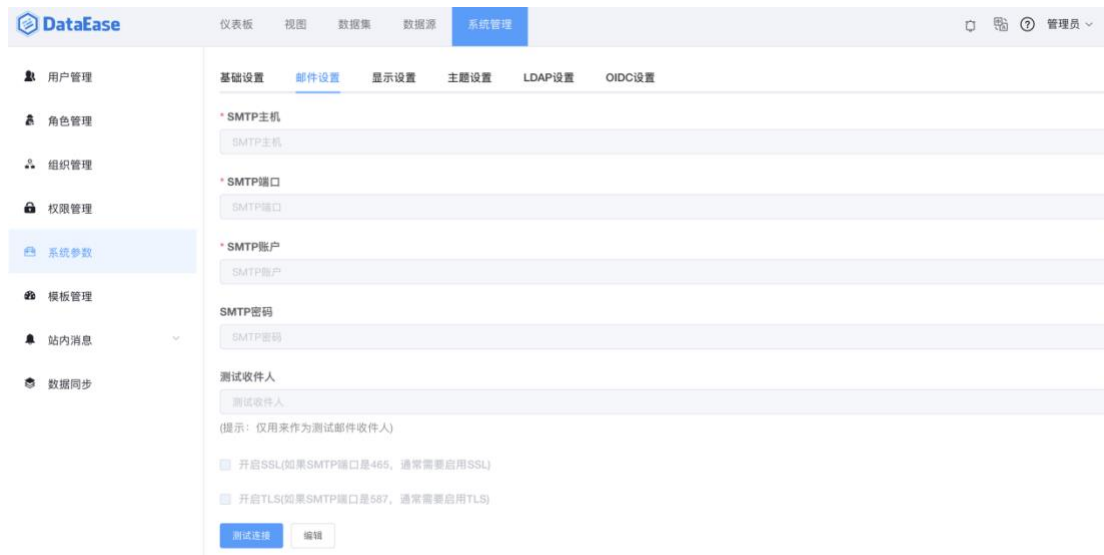 DataEase
仪表板 视图 数据集 数据源 系统管理 管理员
用户管理
角色管理
组织管理
权限管理
系统参数
模板管理
站内消息
数据同步
基础设置 邮件设置 显示设置 主题设置 LDAP设置 OIDC设置
* SMTP主机
SMTP主机
* SMTP端口
SMTP端口
* SMTP账户
SMTP账户
SMTP密码
SMTP密码
测试收件人
测试收件人
(提示：仅用来作为测试邮件收件人)
开启SSL(如果SMTP端口是465，通常需要启用SSL)
开启TLS(如果SMTP端口是587，通常需要启用TLS)
测试连接 编辑